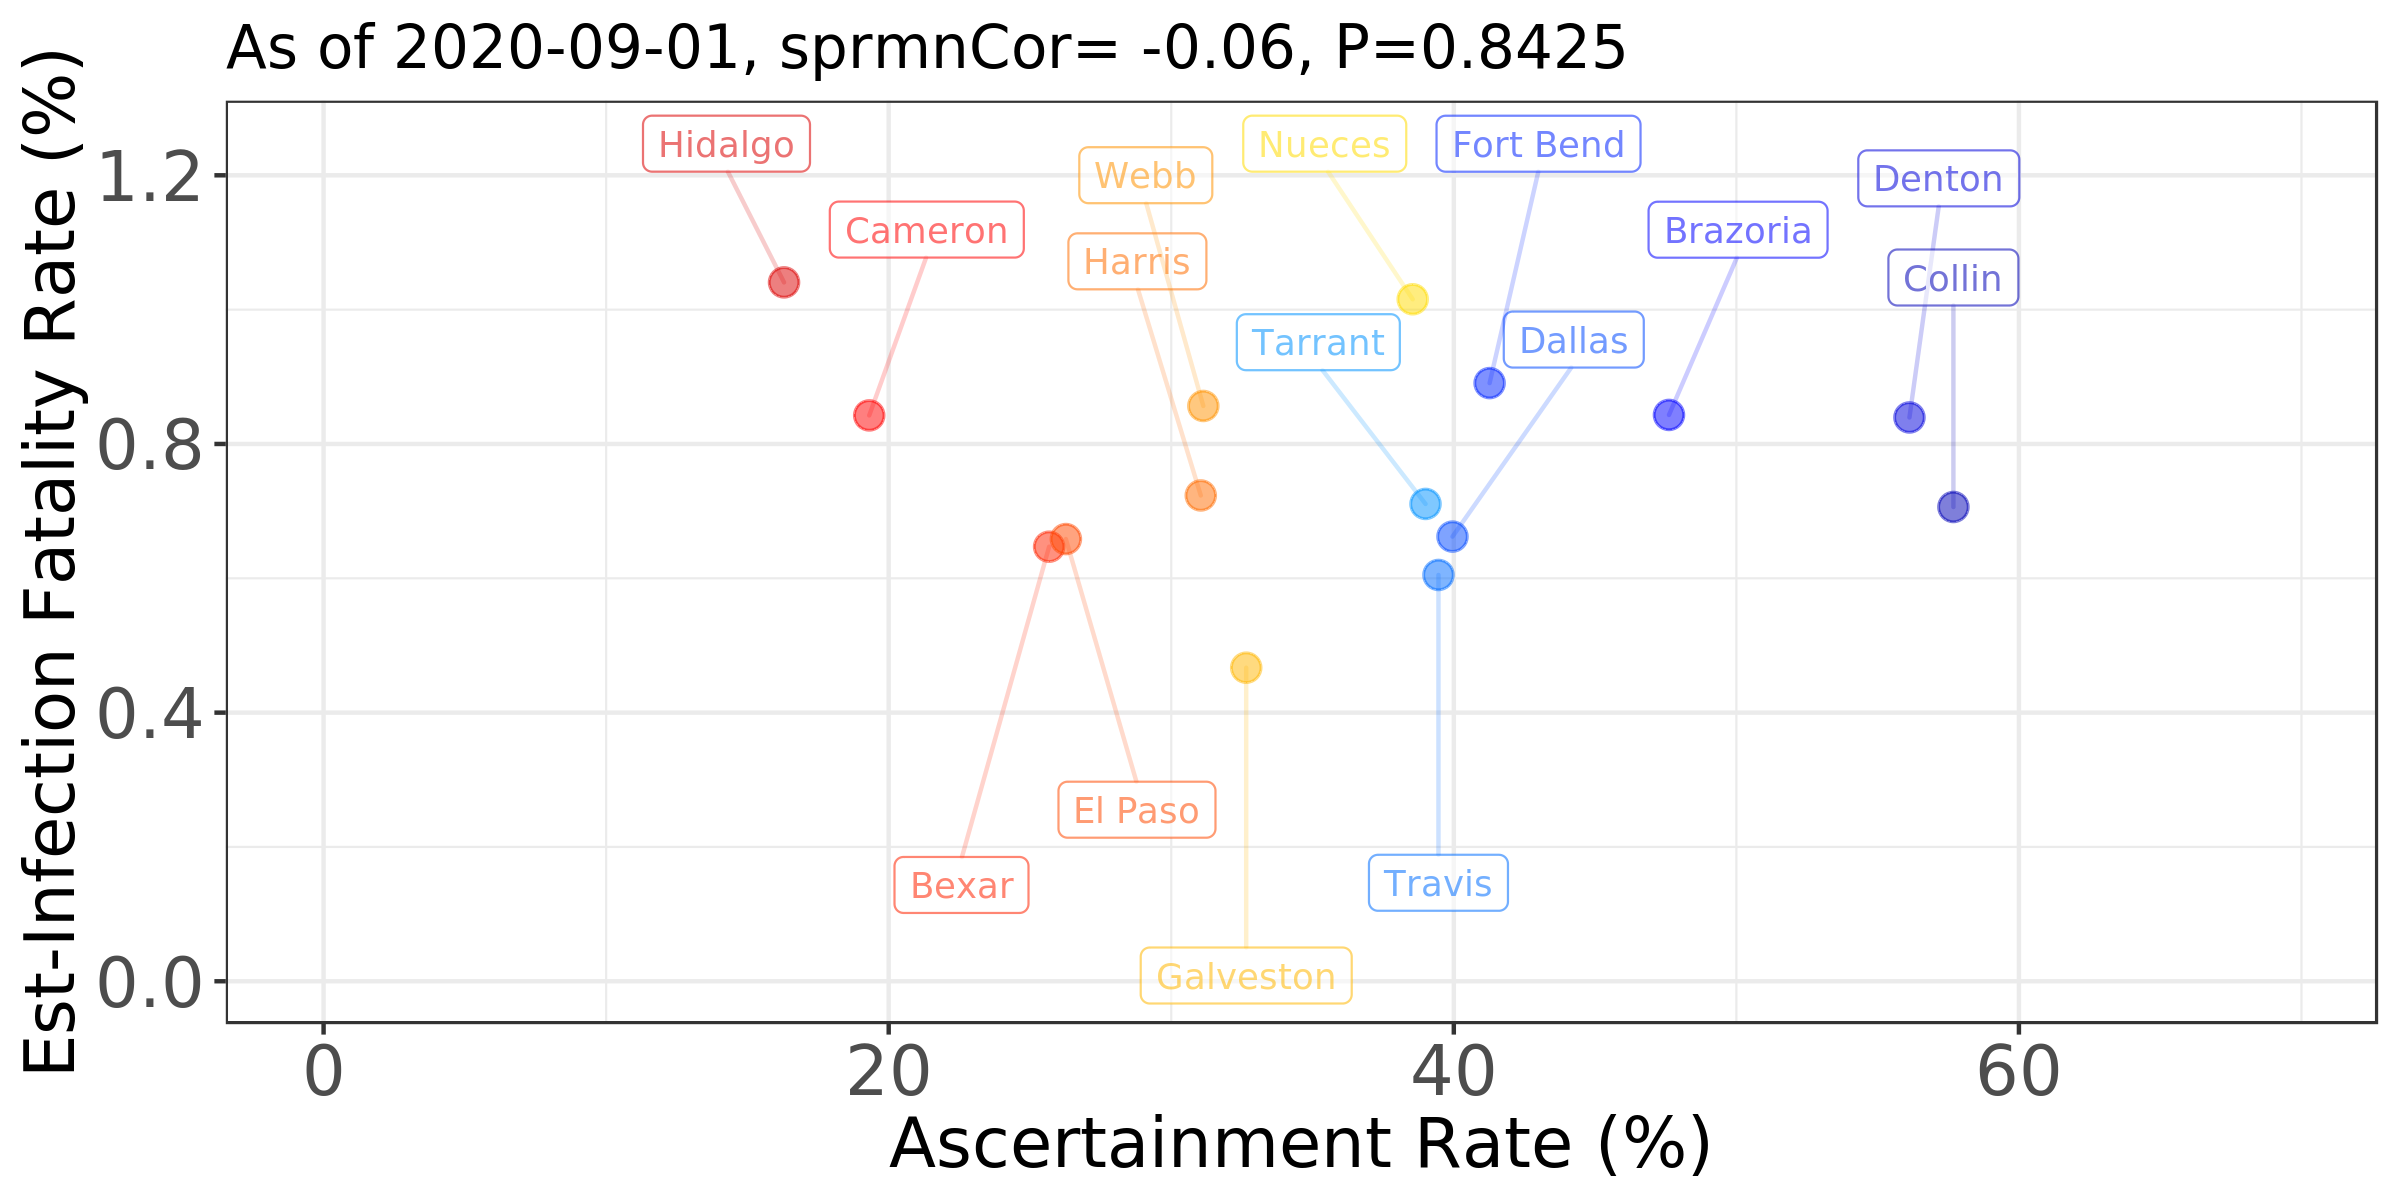 As of 2020-09-01, sprmnCor= -0.06, P=0.8425
Est-Infection Fatality Rate (%)
1.2
0.8
0.4
0.0
Hidalgo
Nueces
Fort Bend
Webb
Denton
Cameron
Brazoria
Harris
Collin
Tarrant
Dallas
El Paso
Bexar
Travis
Galveston
0
20
40
60
Ascertainment Rate (%)